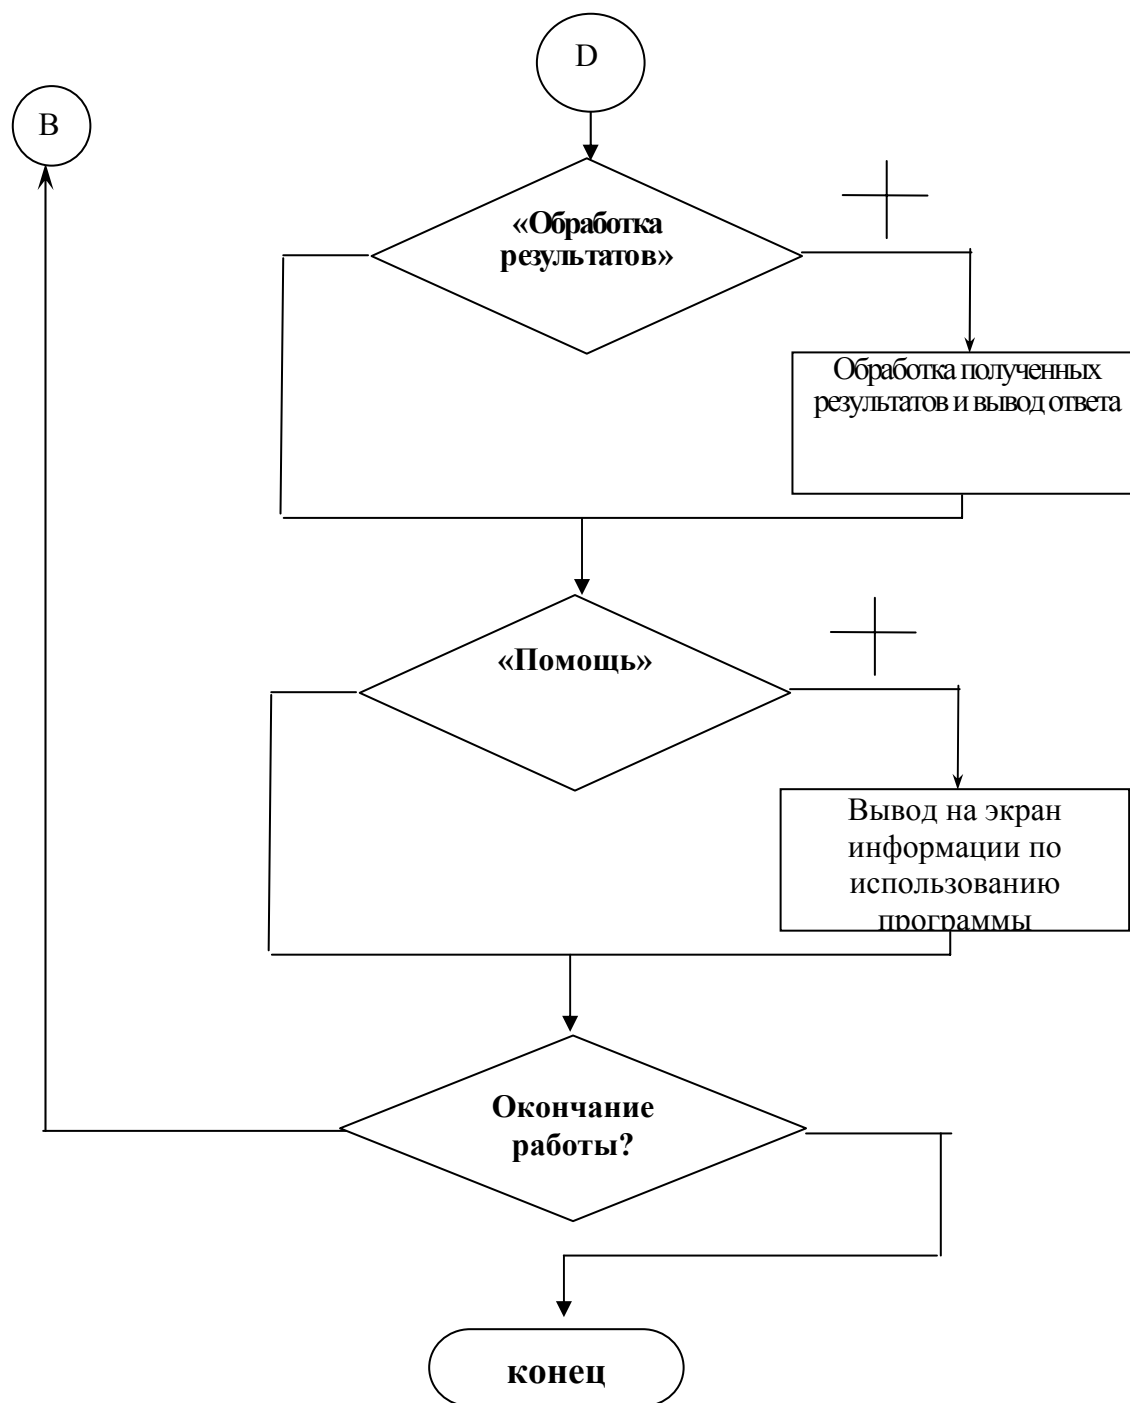 D
B
«Обработка
результатов»
Обработка полученных
результатов и вывод ответа
«Помощь»
Вывод на экран
информации по
использованию
программы
Окончание
работы?
конец